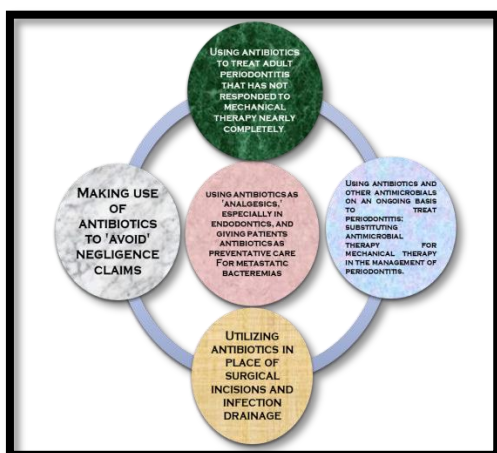 USING ANTIBIOTICS
TO TREAT ADULT
PERIODONTITIS
THAT HAS NOT
RESPONDED TO
MECHANICAL
THERAPY NEARLY
COMPLETELY.
MAKING USE
OF
ANTIBIOTICS
TO 'AVOID'
NEGLIGENCE
CLAIMS
USING ANTIBIOTICS AS
'ANALGESICS,'
ESPECIALLY IN
ENDODONTICS, AND
GIVING PATIENTS
ANTIBIOTICS AS
PREVENTATIVE CARE
FOR METASTATIC
BACTEREMIAS
USING ANTIBIOTICS AND
OTHER ANTIMICROBIALS
ON AN ONGOING BASIS
TO TREAT
PERIODONTITIS;
SUBSTITUTING
ANTIMICROBIAL
THERAPY FOR
MECHANICAL THERAPY
IN THE MANAGEMENT OF
PERIODONTITIS.
UTILIZING
ANTIBIOTICS IN
PLACE OF
SURGICAL
INCISIONS AND
INFECTION
DRAINAGE